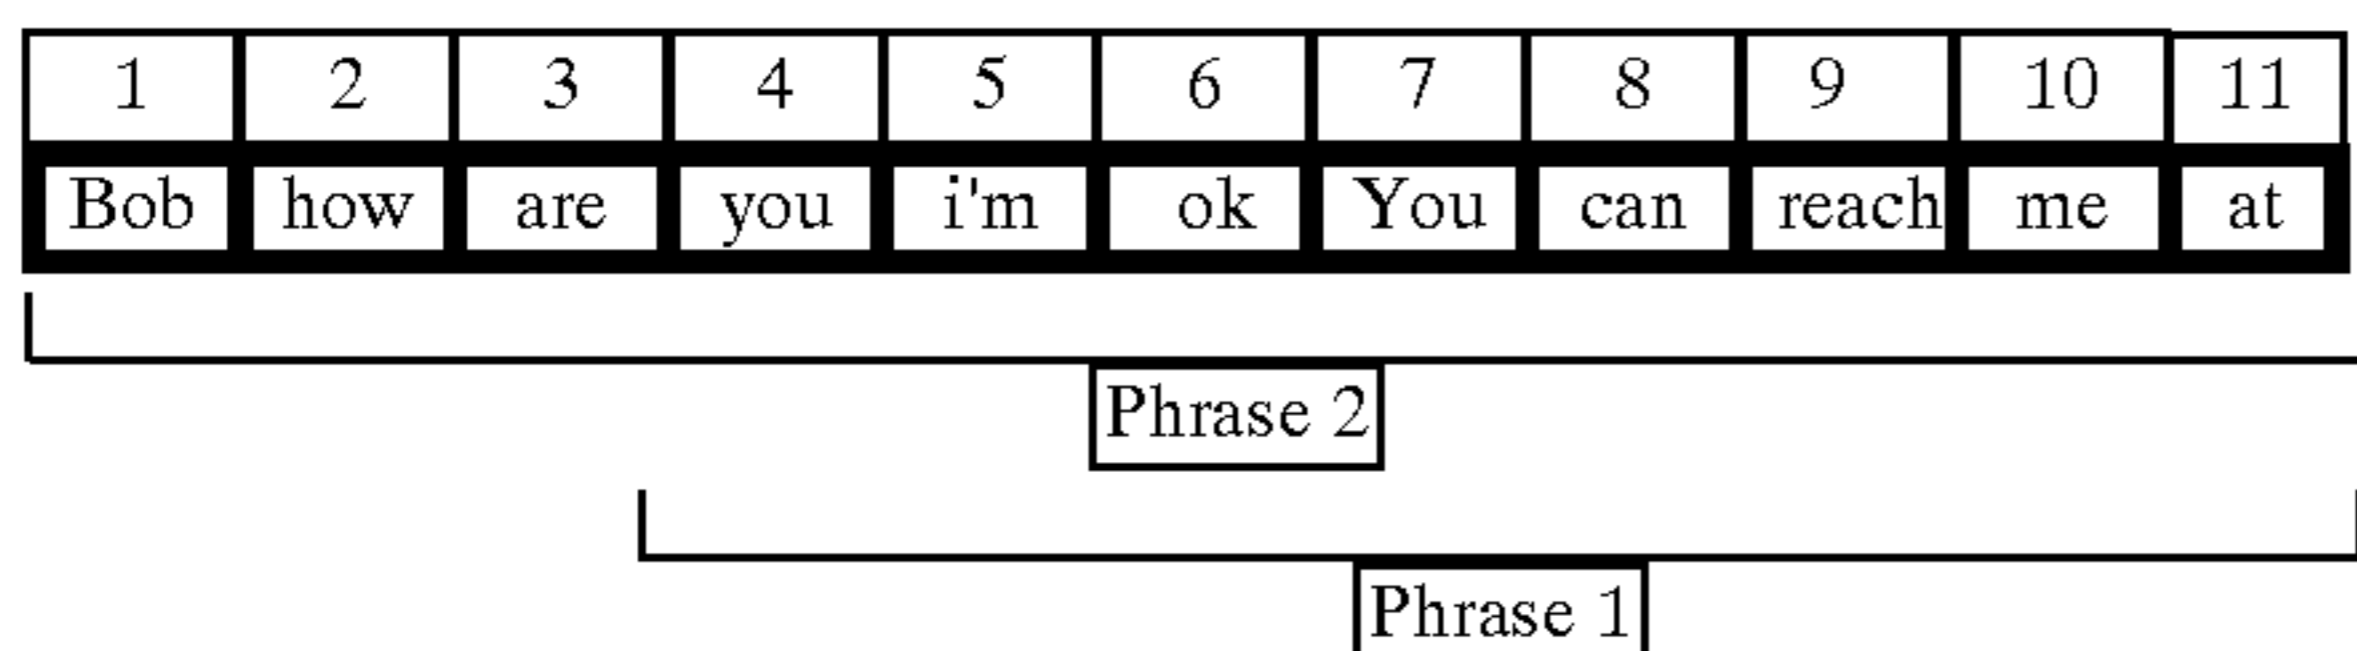 1 2 3 4 5 6 7 8 9 10 11
Bob how are you i'm ok You can reach me at
Phrase 2
Phrase 1